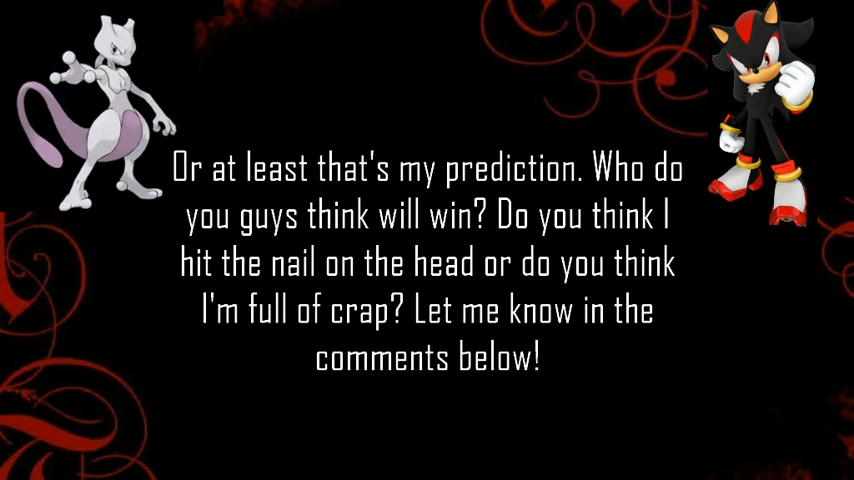 Or at least that's my prediction. Who do
you guys think will win? Do you think I
hit the nail on the head or do you think
I'm full of crap? Let me know in the
comments below!